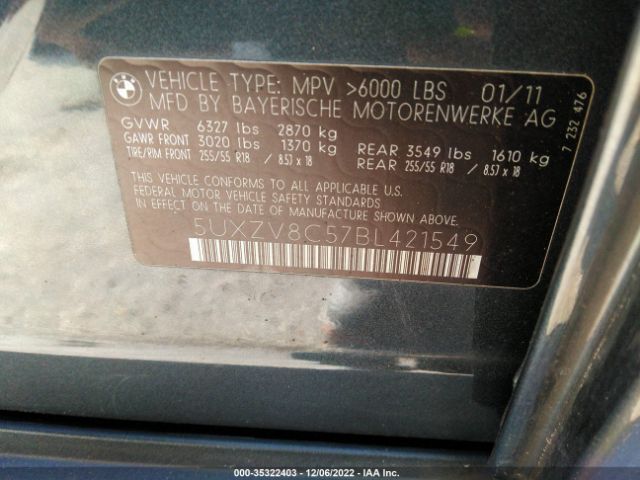 BMW
VEHICLE TYPE: MPV >6000 LBS 01/11
MFD BY BAYERISCHE MOTORENWERKE AG
GVWR 6327 lbs 2870 kg
GAWR FRONT 3020 lbs 1370 kg REAR 3549 lbs 1610 kg
TIRE/RIM FRONT 255/55 R18 / 8.5J x 18 REAR 255/55 R18 / 8.5J x 18
THIS VEHICLE CONFORMS TO ALL APPLICABLE U.S.
FEDERAL MOTOR VEHICLE SAFETY STANDARDS
IN EFFECT ON THE DATE OF MANUFACTURE SHOWN ABOVE.
5UXZV8C57BL421549
7 232 476
000-35322403 - 12/06/2022 - IAA Inc.